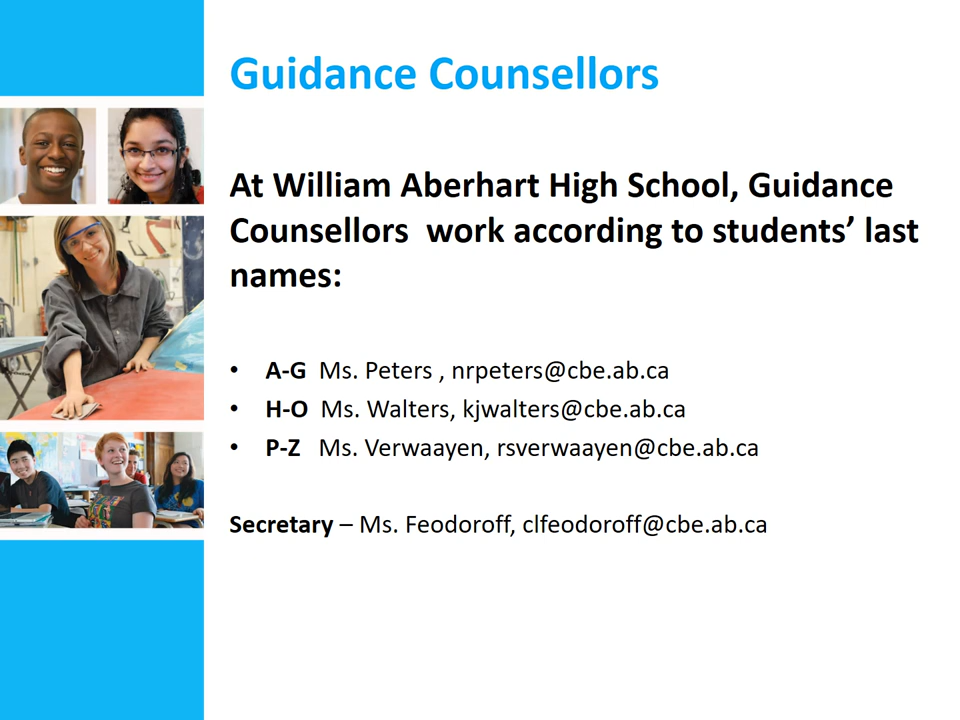 Guidance Counsellors
At William Aberhart High School, Guidance
Counsellors  work according to students’ last
names:
• A-G  Ms. Peters , nrpeters@cbe.ab.ca
• H-O  Ms. Walters, kjwalters@cbe.ab.ca
• P-Z   Ms. Verwaayen, rsverwaayen@cbe.ab.ca
Secretary – Ms. Feodoroff, clfeodoroff@cbe.ab.ca